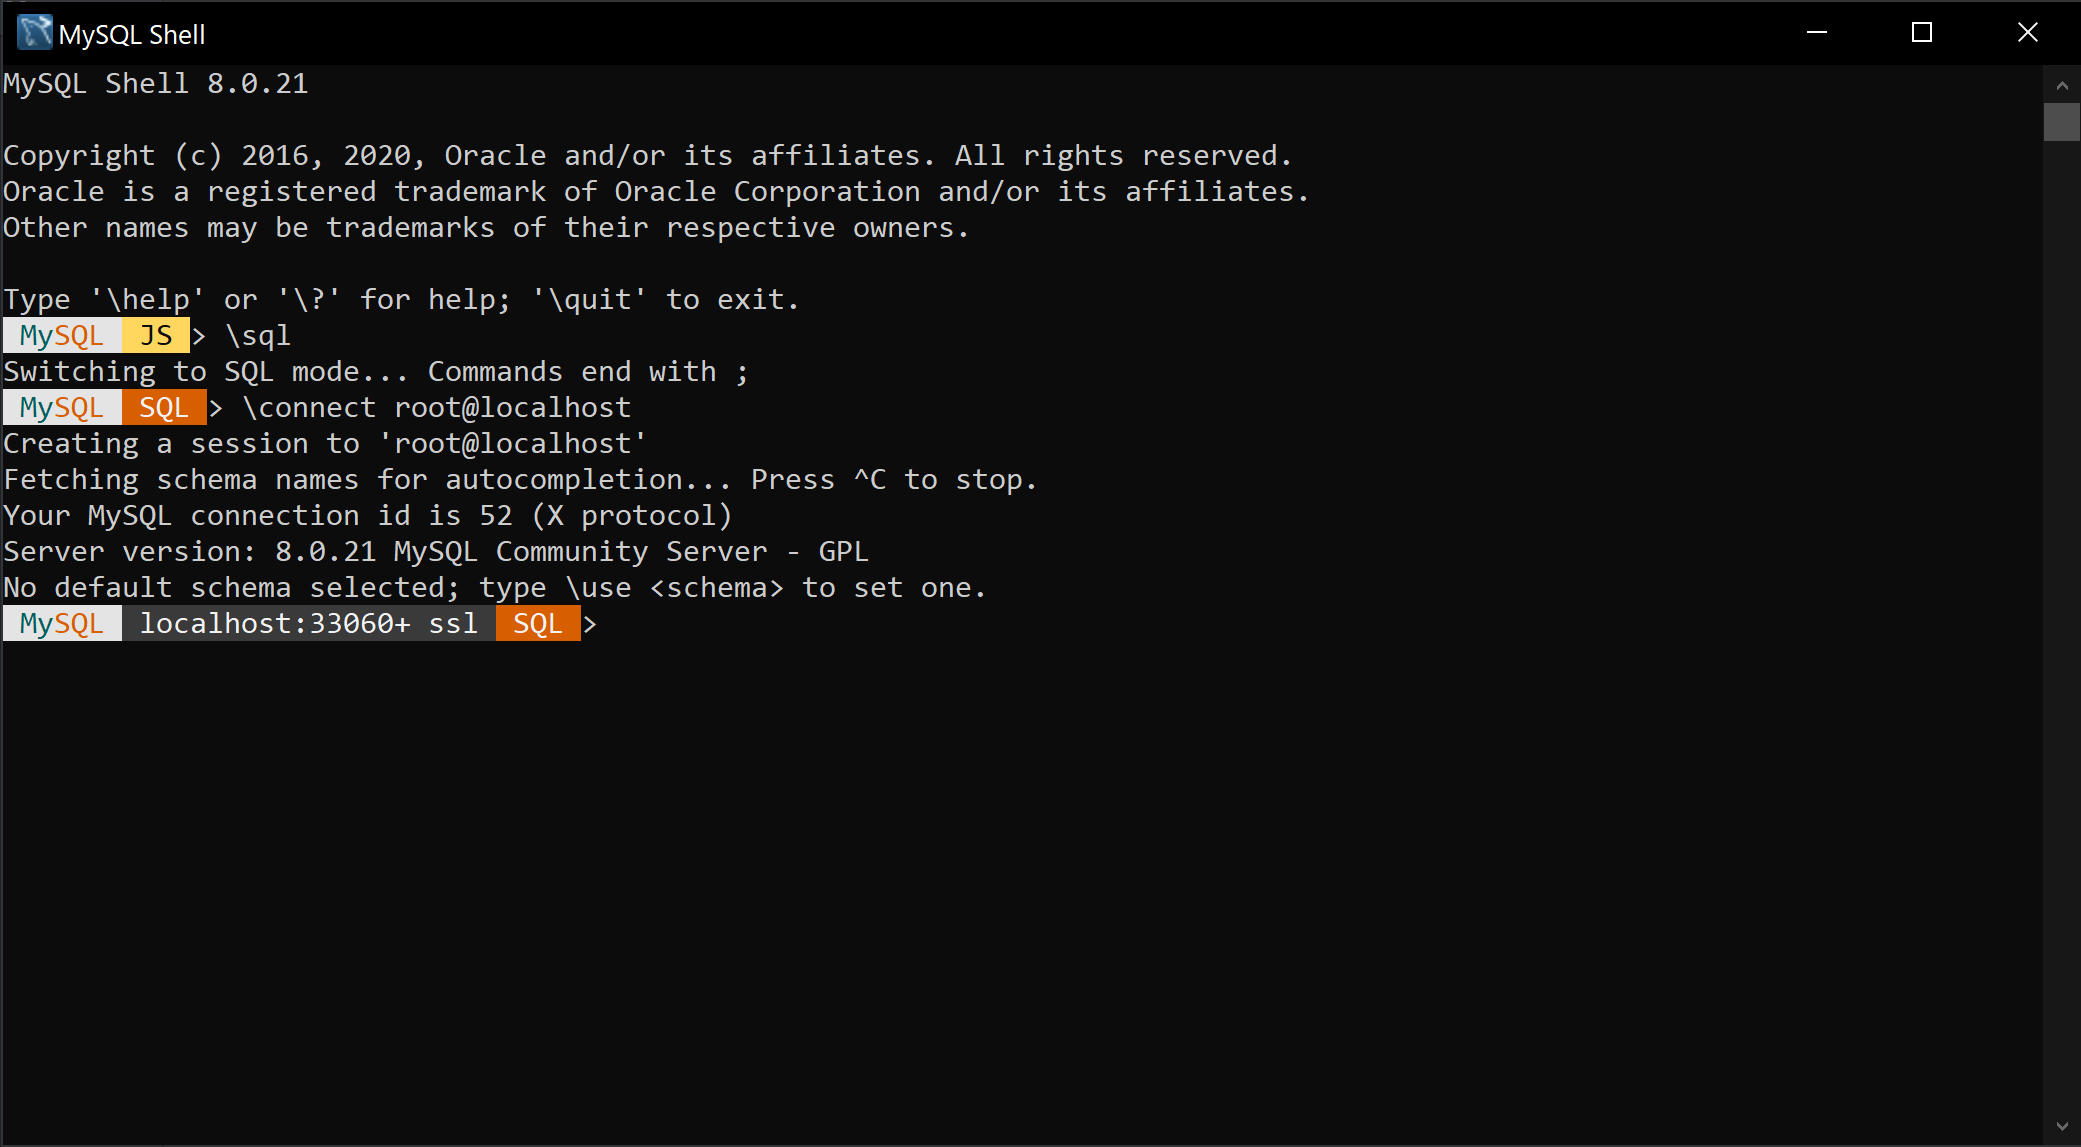 MySQL Shell
MySQL Shell 8.0.21
Copyright (c) 2016, 2020, Oracle and/or its affiliates. All rights reserved.
Oracle is a registered trademark of Oracle Corporation and/or its affiliates.
Other names may be trademarks of their respective owners.
Type '\help' or '\?' for help; '\quit' to exit.
MySQL JS > \sql
Switching to SQL mode... Commands end with ;
MySQL SQL > \connect root@localhost
Creating a session to 'root@localhost'
Fetching schema names for autocompletion... Press ^C to stop.
Your MySQL connection id is 52 (X protocol)
Server version: 8.0.21 MySQL Community Server - GPL
No default schema selected; type \use <schema> to set one.
MySQL localhost:33060+ ssl SQL >